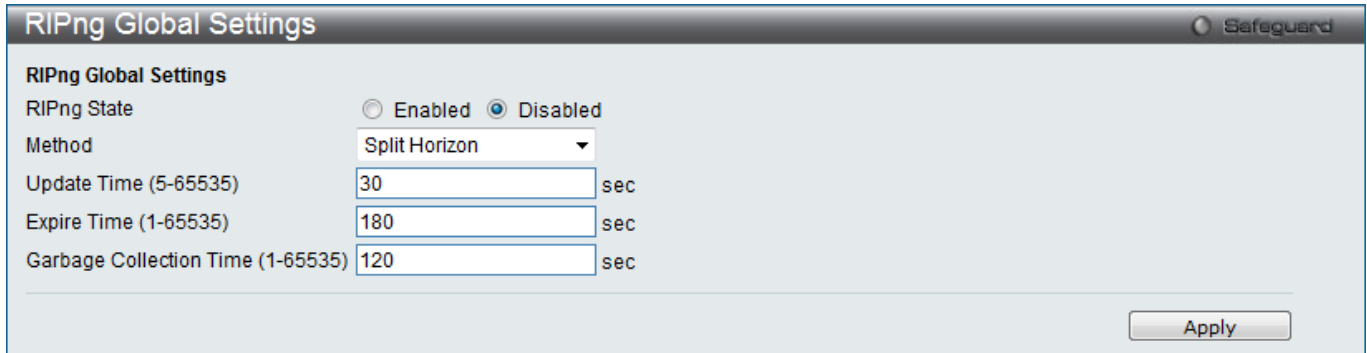 RIPng Global Settings
Safeguard
RIPng Global Settings
RIPng State Enabled Disabled
Method Split Horizon
Update Time (5-65535) 30 sec
Expire Time (1-65535) 180 sec
Garbage Collection Time (1-65535) 120 sec
Apply